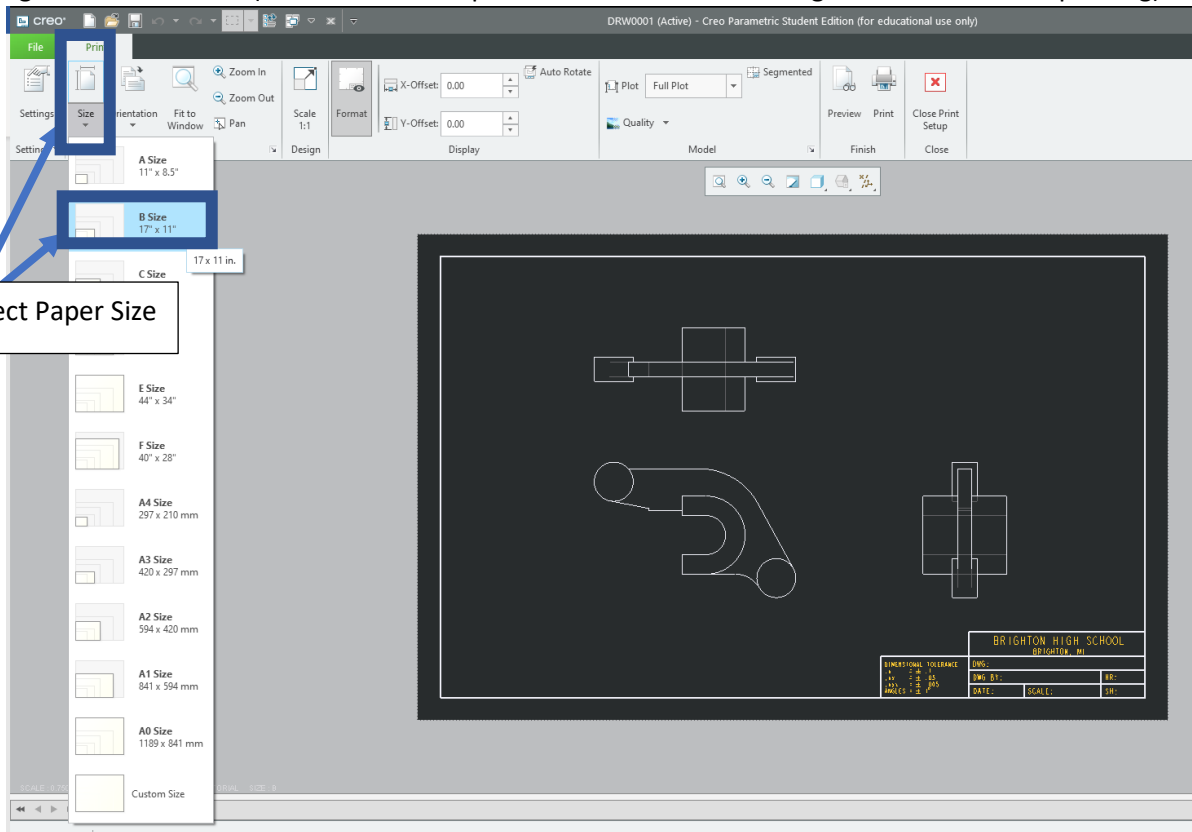 creo
DRW0001 (Active) - Creo Parametric Student Edition (for educational use only)
File
Print
Settings
Size
Orientation
Fit to
Window
Zoom In
Zoom Out
Pan
Scale
1:1
Format
X-Offset: 0.00
Y-Offset: 0.00
Auto Rotate
Plot Full Plot
Quality
Segmented
Preview
Print
Close Print
Setup
Design
Display
Model
Finish
Close
A Size
11" x 8.5"
B Size
17" x 11"
17 x 11 in.
C Size
ect Paper Size
E Size
44" x 34"
F Size
40" x 28"
A4 Size
297 x 210 mm
A3 Size
420 x 297 mm
A2 Size
594 x 420 mm
A1 Size
841 x 594 mm
A0 Size
1189 x 841 mm
Custom Size
BRIGHTON HIGH SCHOOL
BRIGHTON, MI
DIMENSIONAL TOLERANCE
DWG:
DWG BY:
HR:
ANGLES = ± 1°
DATE:
SCALE:
SH: